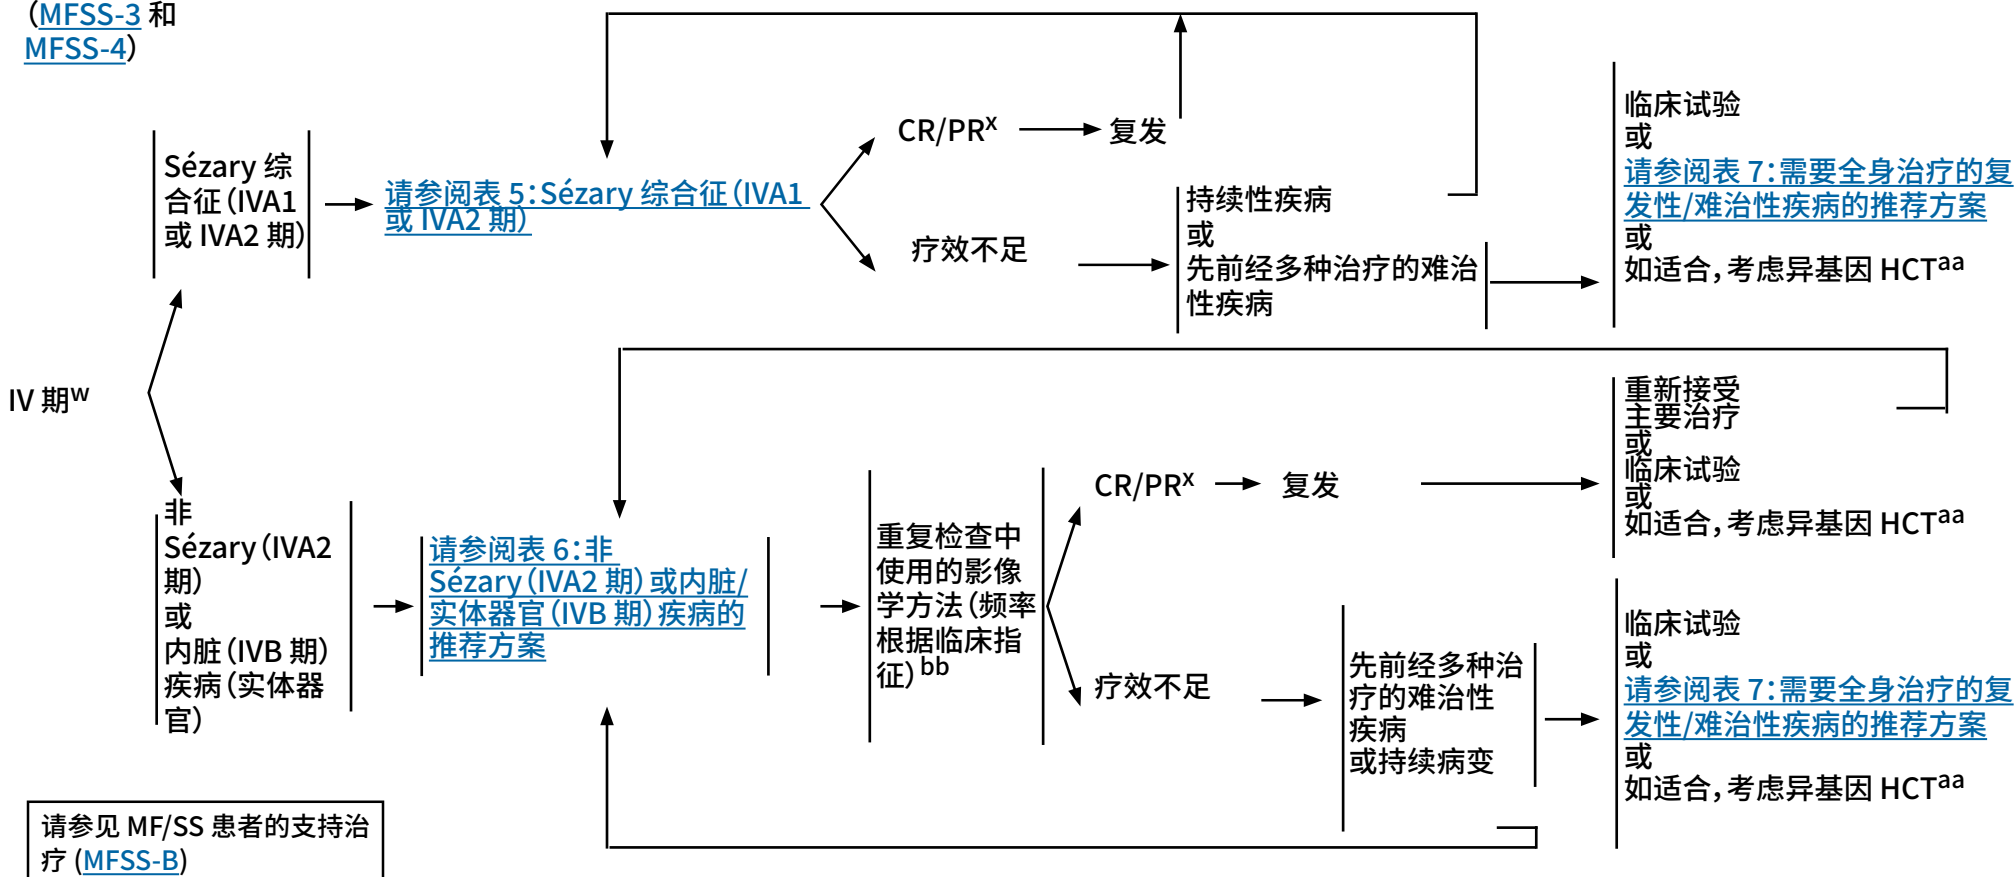 （MFSS-3 和
MFSS-4）
Sézary 综
合征（IVA1
或 IVA2 期）
请参阅表 5：Sézary 综合征（IVA1
或 IVA2 期）
CR/PRx
复发
疗效不足
持续性疾病
或
先前经多种治疗的难治
性疾病
临床试验
或
请参阅表 7：需要全身治疗的复
发性/难治性疾病的推荐方案
或
如适合，考虑异基因 HCTaa
IV 期w
非
Sézary（IVA2
期）
或
内脏（IVB 期）
疾病（实体器
官）
请参阅表 6：非
Sézary（IVA2 期）或内脏/
实体器官（IVB 期）疾病的
推荐方案
重复检查中
使用的影像
学方法（频率
根据临床指
征）bb
CR/PRx
复发
重新接受
主要治疗
或
临床试验
或
如适合，考虑异基因 HCTaa
疗效不足
先前经多种治
疗的难治性
疾病
或持续病变
临床试验
或
请参阅表 7：需要全身治疗的复
发性/难治性疾病的推荐方案
或
如适合，考虑异基因 HCTaa
请参见 MF/SS 患者的支持治
疗 (MFSS-B)